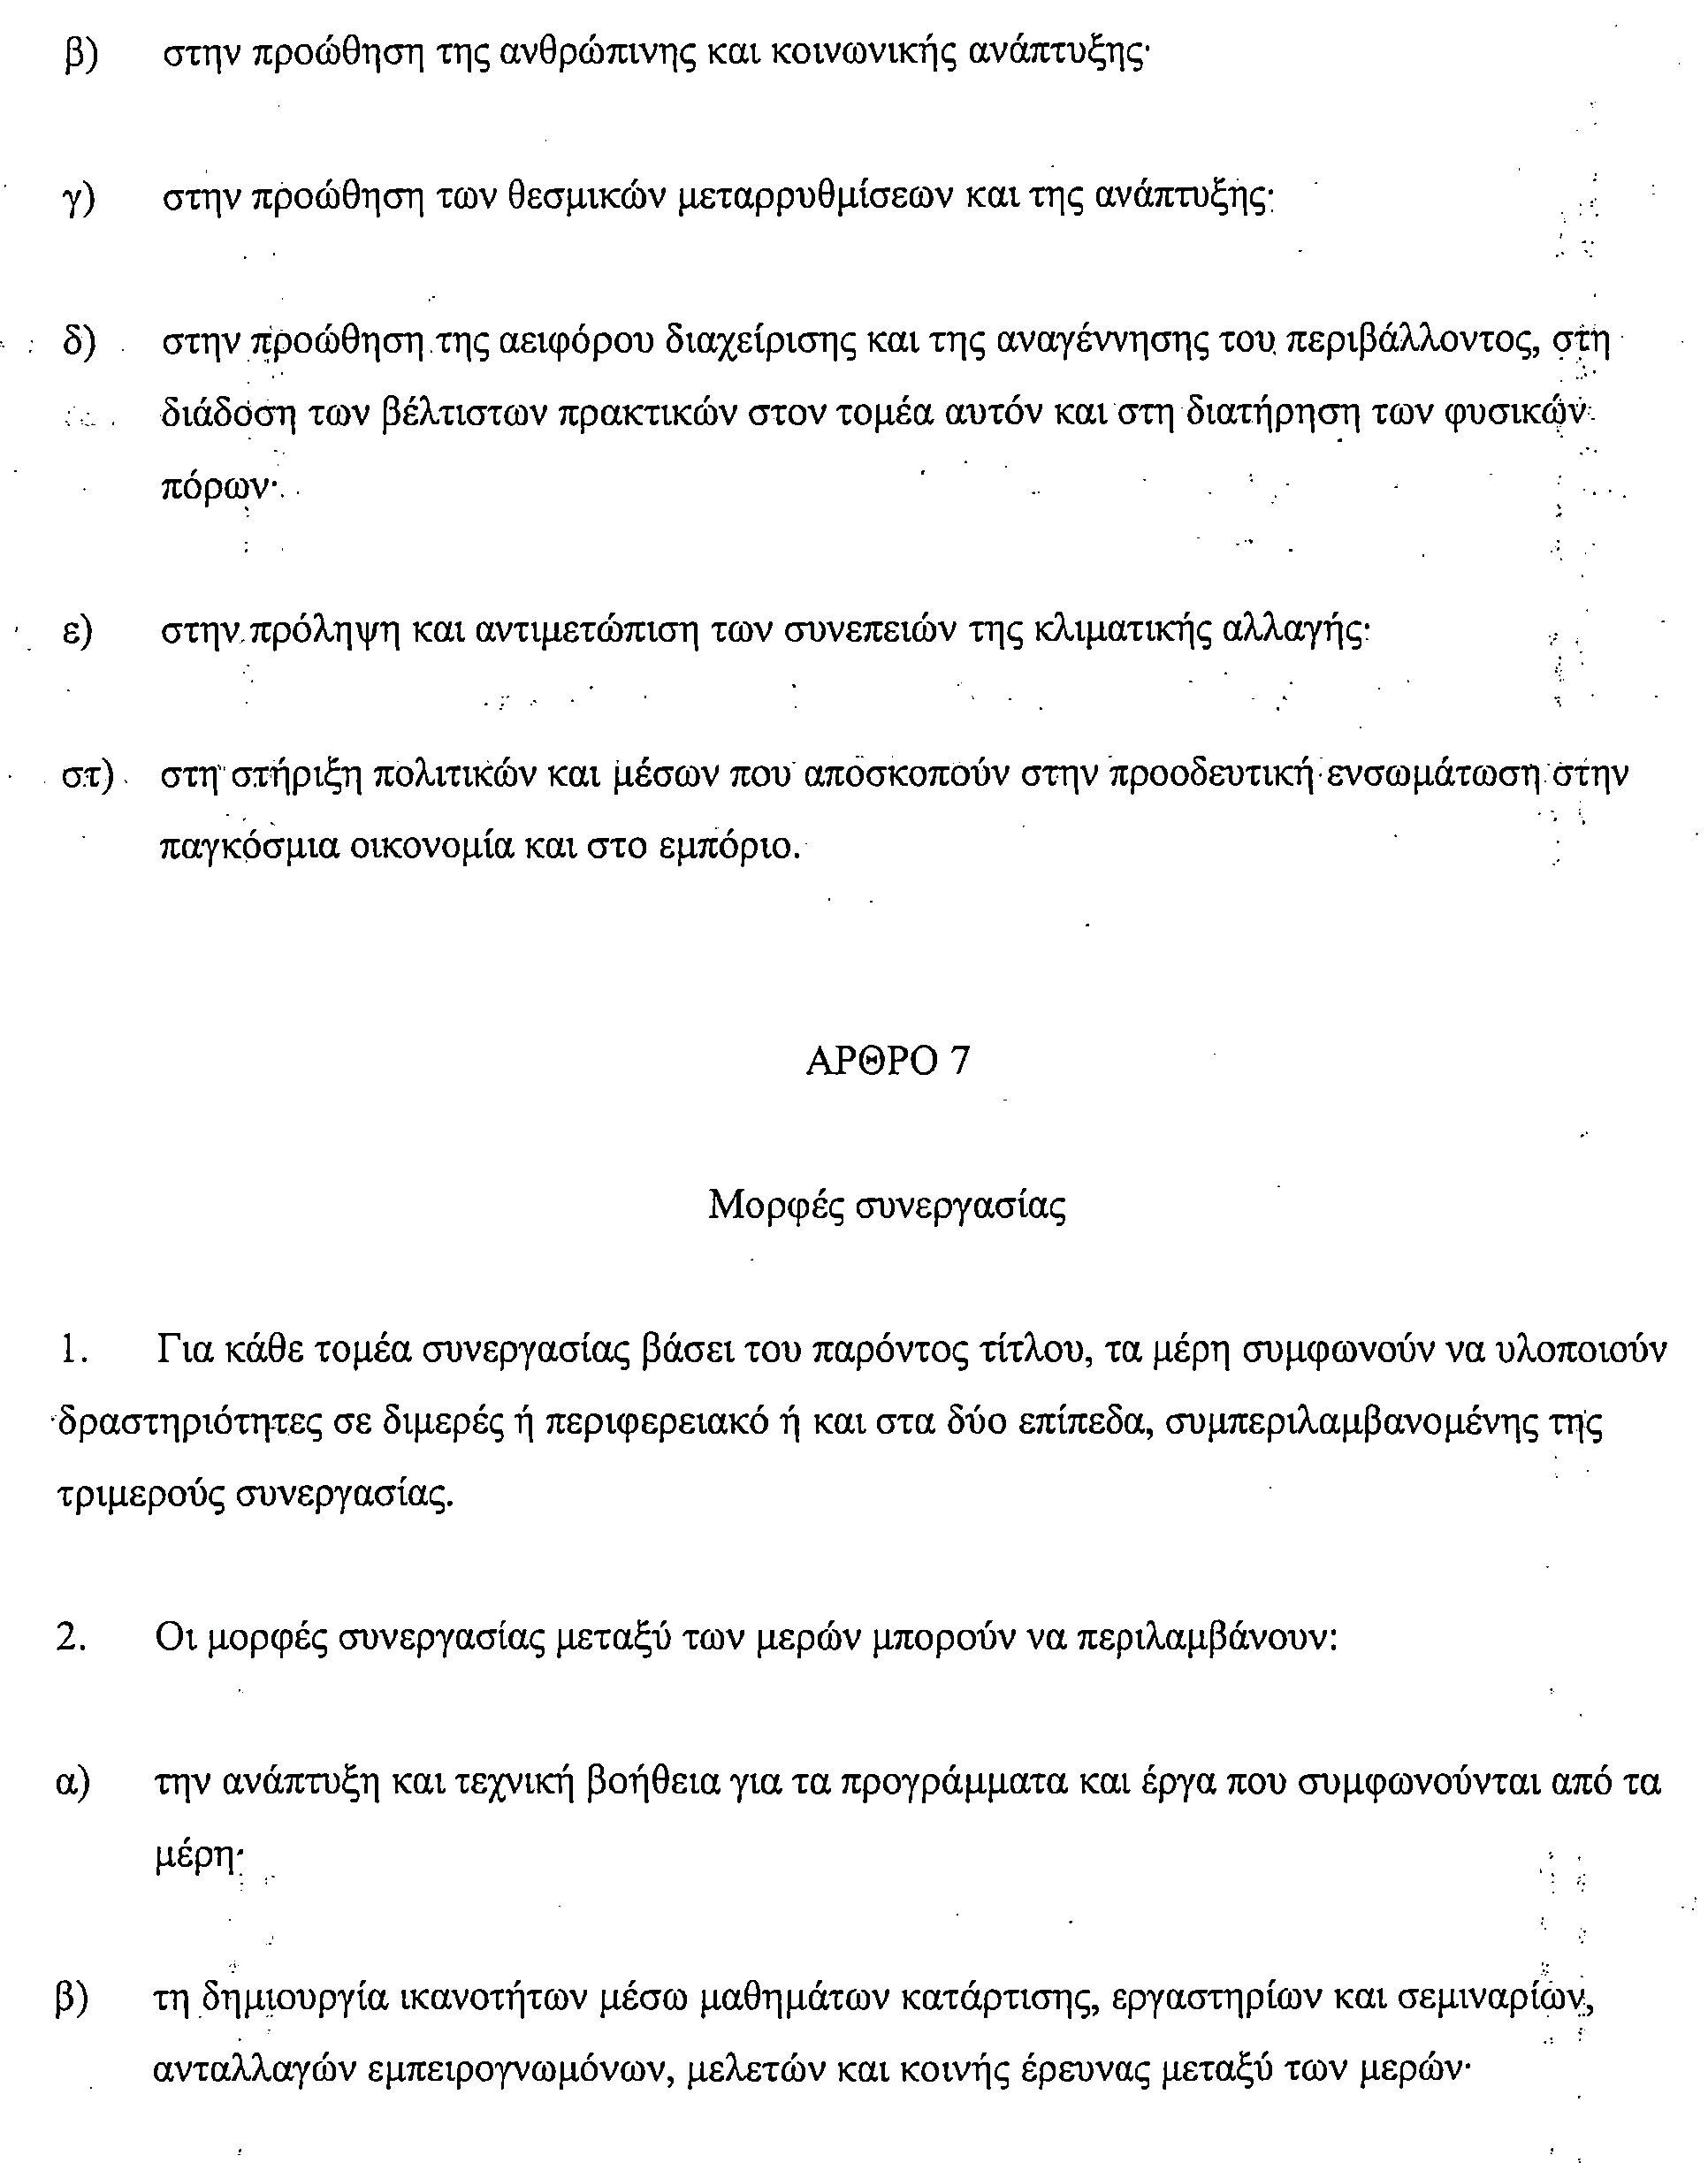 β) στην προώθηση της ανθρώπινης και κοινωνικής ανάπτυξης·
γ) στην προώθηση των θεσμικών μεταρρυθμίσεων και της ανάπτυξης·
δ) στην προώθηση της αειφόρου διαχείρισης και της αναγέννησης του περιβάλλοντος, στη
διάδοση των βέλτιστων πρακτικών στον τομέα αυτόν και στη διατήρηση των φυσικών
πόρων·
ε) στην πρόληψη και αντιμετώπιση των συνεπειών της κλιματικής αλλαγής·
στ) στη στήριξη πολιτικών και μέσων που αποσκοπούν στην προοδευτική ενσωμάτωση στην
παγκόσμια οικονομία και στο εμπόριο.
ΑΡΘΡΟ 7
Μορφές συνεργασίας
1. Για κάθε τομέα συνεργασίας βάσει του παρόντος τίτλου, τα μέρη συμφωνούν να υλοποιούν
δραστηριότητες σε διμερές ή περιφερειακό ή και στα δύο επίπεδα, συμπεριλαμβανομένης της
τριμερούς συνεργασίας.
2. Οι μορφές συνεργασίας μεταξύ των μερών μπορούν να περιλαμβάνουν:
α) την ανάπτυξη και τεχνική βοήθεια για τα προγράμματα και έργα που συμφωνούνται από τα
μέρη·
β) τη δημιουργία ικανοτήτων μέσω μαθημάτων κατάρτισης, εργαστηρίων και σεμιναρίων,
ανταλλαγών εμπειρογνωμόνων, μελετών και κοινής έρευνας μεταξύ των μερών·